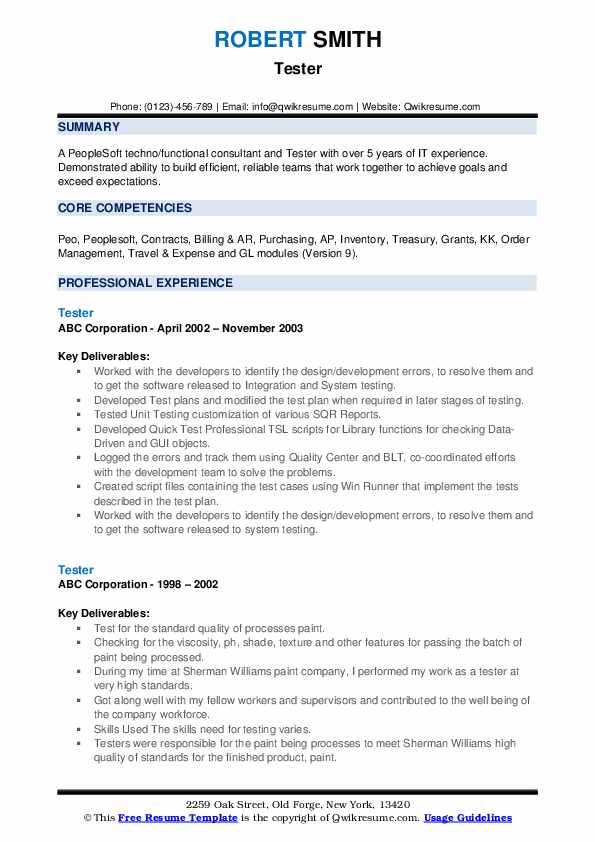 ROBERT SMITH
Tester
Phone: (0123)-456-789 | Email: info@qwikresume.com | Website: Qwikresume.com
SUMMARY
A PeopleSoft techno/functional consultant and Tester with over 5 years of IT experience.
Demonstrated ability to build efficient, reliable teams that work together to achieve goals and
exceed expectations.
CORE COMPETENCIES
Peo, Peoplesoft, Contracts, Billing & AR, Purchasing, AP, Inventory, Treasury, Grants, KK, Order
Management, Travel & Expense and GL modules (Version 9).
PROFESSIONAL EXPERIENCE
Tester
ABC Corporation - April 2002 – November 2003
Key Deliverables:
▪ Worked with the developers to identify the design/development errors, to resolve them and
to get the software released to Integration and System testing.
▪ Developed Test plans and modified the test plan when required in later stages of testing.
▪ Tested Unit Testing customization of various SQR Reports.
▪ Developed Quick Test Professional TSL scripts for Library functions for checking Data-
Driven and GUI objects.
▪ Logged the errors and track them using Quality Center and BLT, co-coordinated efforts
with the development team to solve the problems.
▪ Created script files containing the test cases using Win Runner that implement the tests
described in the test plan.
▪ Worked with the developers to identify the design/development errors, to resolve them and
to get the software released to system testing.
Tester
ABC Corporation - 1998 – 2002
Key Deliverables:
▪ Test for the standard quality of processes paint.
▪ Checking for the viscosity, ph, shade, texture and other features for passing the batch of
paint being processed.
▪ During my time at Sherman Williams paint company, I performed my work as a tester at
very high standards.
▪ Got along well with my fellow workers and supervisors and contributed to the well being of
the company workforce.
▪ Skills Used The skills need for testing varies.
▪ Testers were responsible for the paint being processes to meet Sherman Williams high
quality of standards for the finished product, paint.
2259 Oak Street, Old Forge, New York, 13420
© This Free Resume Template is the copyright of Qwikresume.com. Usage Guidelines